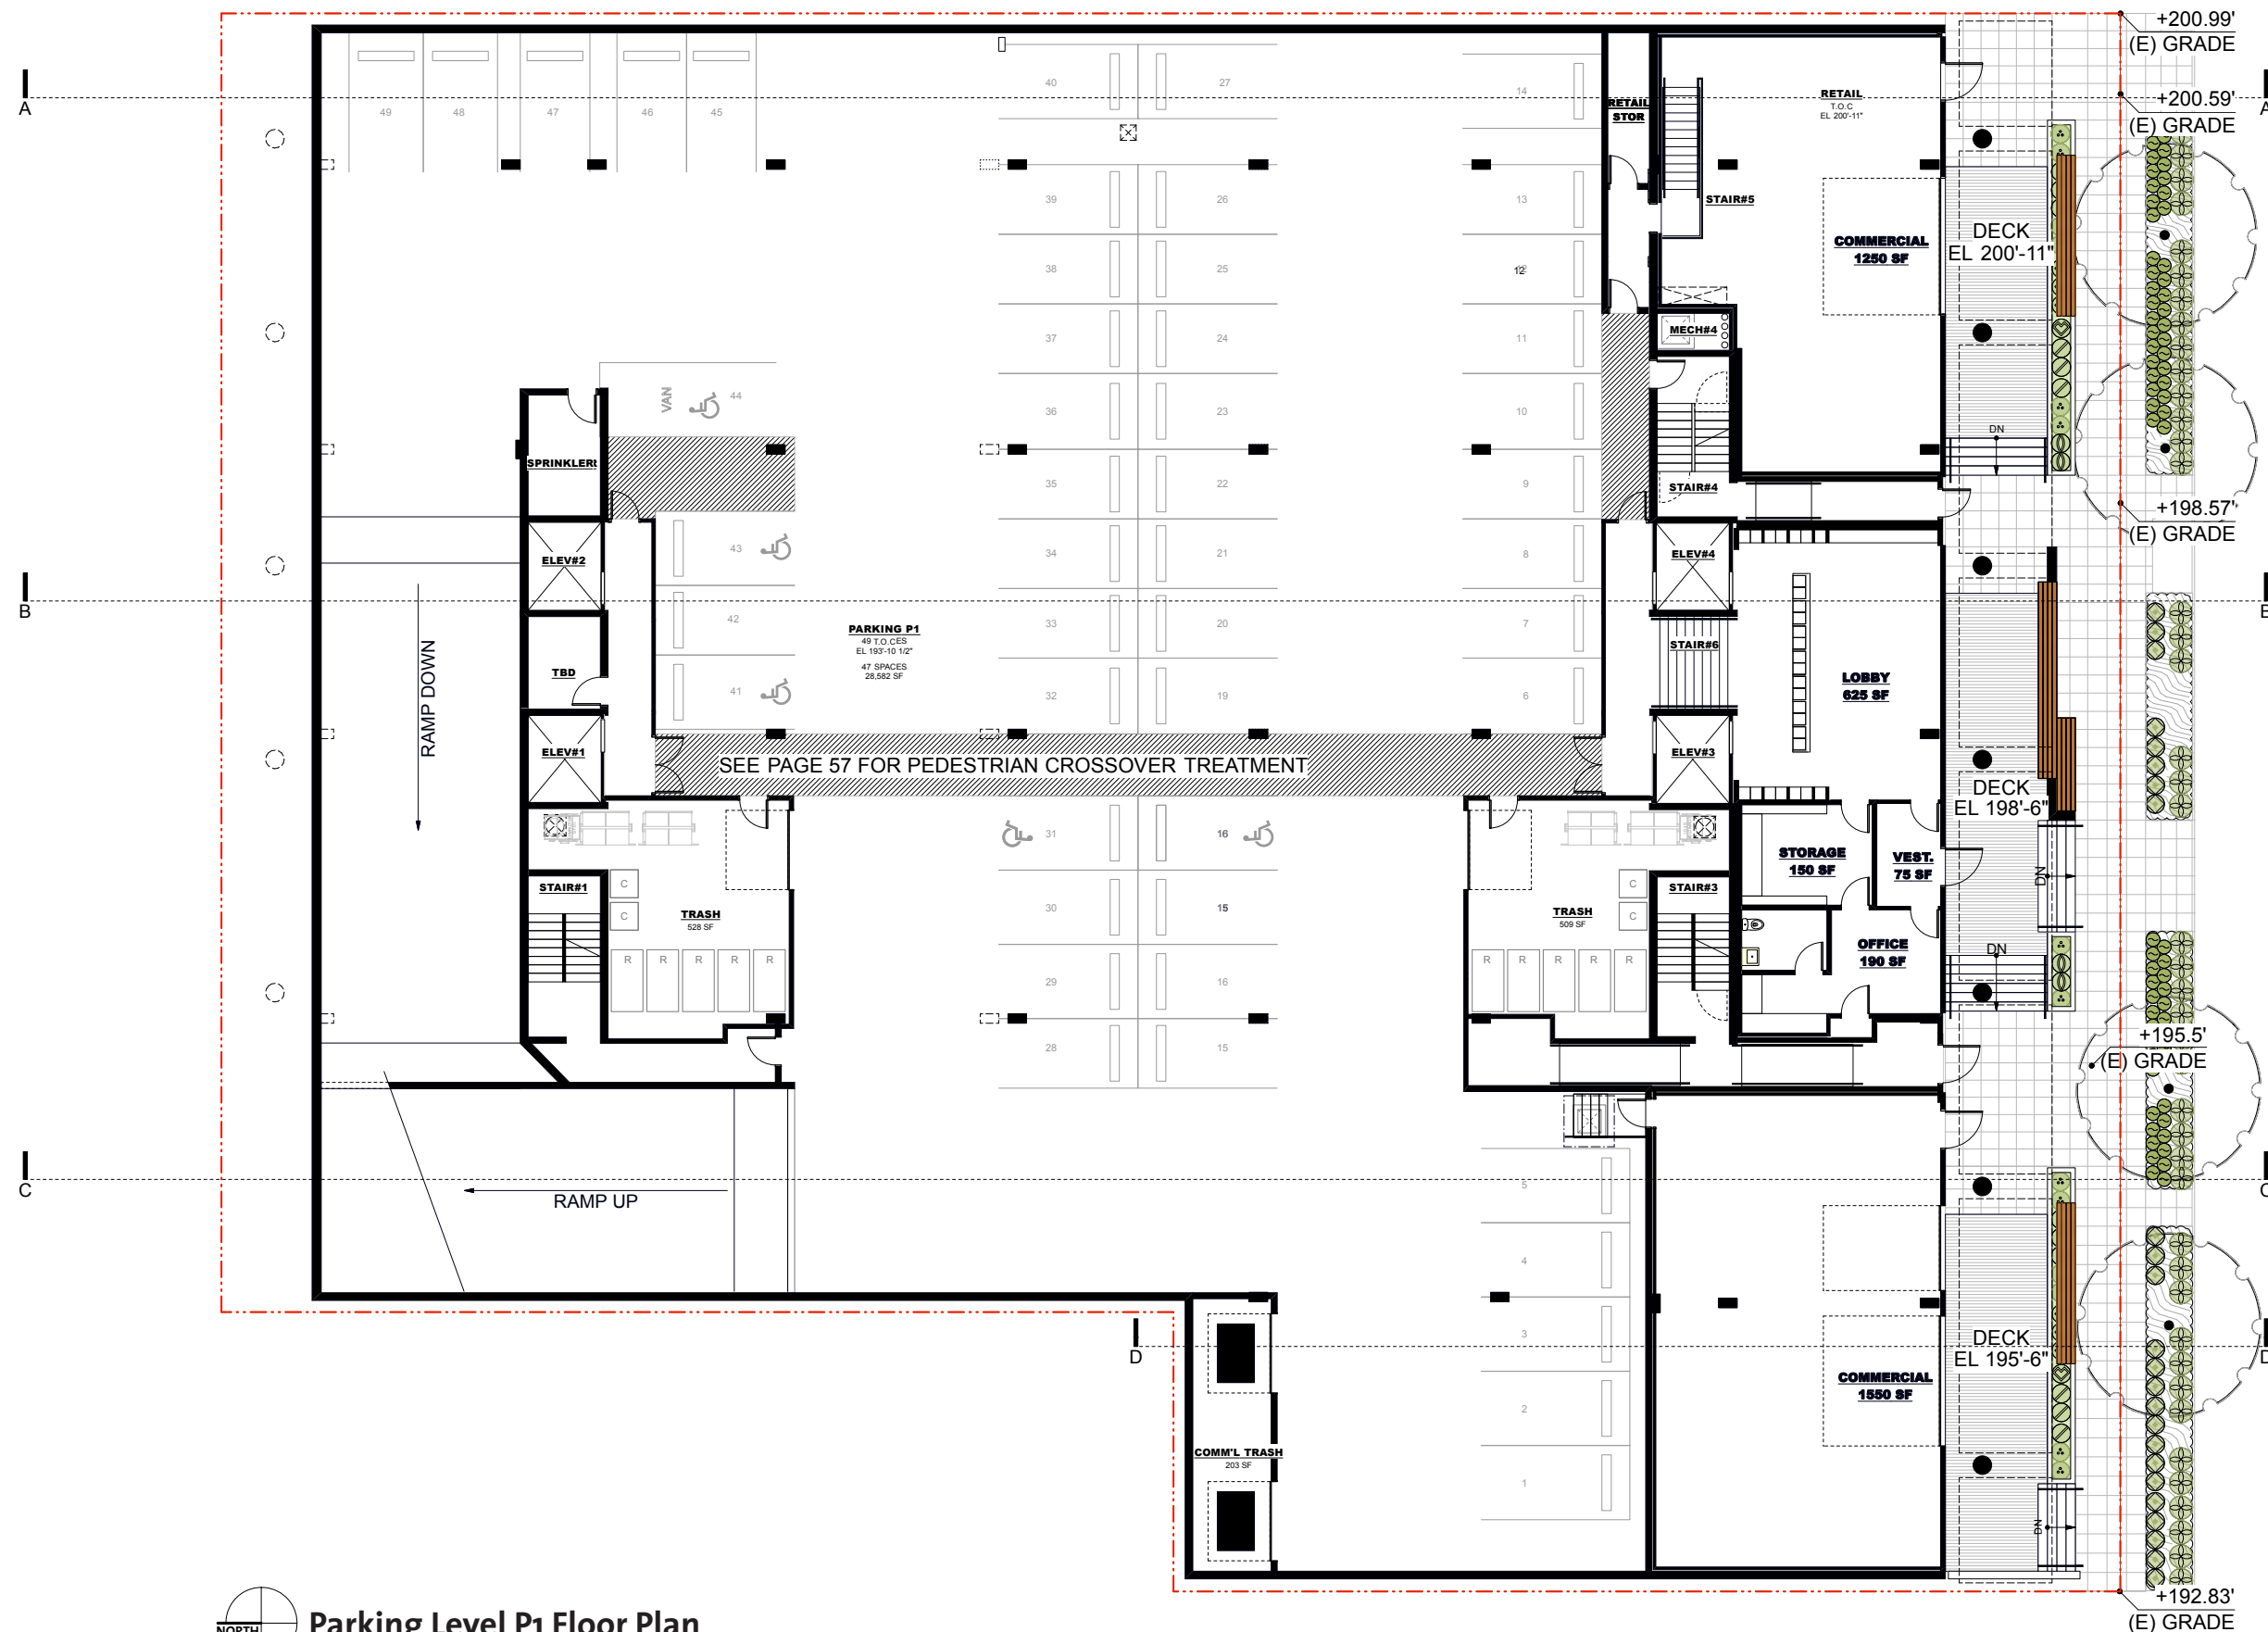 +200.99'
(E) GRADE
A
A
+200.59'
(E) GRADE
49
48
47
46
45
40
27
14
RETAIL
STOR
RETAIL
T.O.C
EL 200'-11"
39
26
13
STAIR#5
DECK
EL 200'-11"
COMMERCIAL
1250 SF
38
25
12
37
24
11
MECH#4
VAN
44
36
23
10
DN
SPRINKLER
35
22
9
STAIR#4
+198.57'
(E) GRADE
43
ELEV#2
34
21
8
ELEV#4
B
B
42
PARKING P1
49 T.O.CES
EL 193'-10 1/2"
47 SPACES
28,582 SF
33
20
7
STAIR#6
RAMP DOWN
TBD
41
32
19
6
LOBBY
625 SF
ELEV#1
SEE PAGE 57 FOR PEDESTRIAN CROSSOVER TREATMENT
ELEV#3
DECK
EL 198'-6"
31
16
STORAGE
150 SF
VEST.
75 SF
DN
STAIR#1
C
C
TRASH
528 SF
30
15
TRASH
509 SF
C
C
STAIR#3
R R R R R
29
16
R R R R R
OFFICE
190 SF
DN
28
15
+195.5'
(E) GRADE
C
C
RAMP UP
5
4
D
D
3
DECK
EL 195'-6"
COMMERCIAL
1550 SF
2
COMM'L TRASH
203 SF
1
DN
+192.83'
(E) GRADE
NORTH
Parking Level P1 Floor Plan